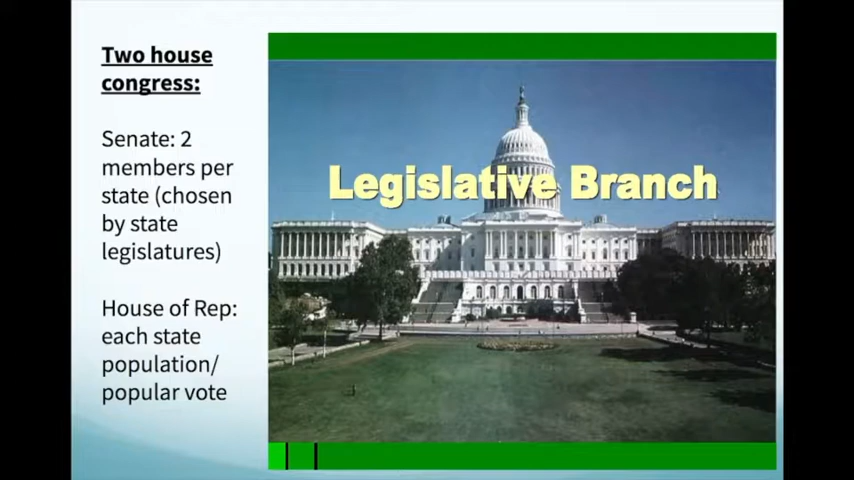 Two house
congress:
Senate: 2
members per
state (chosen
by state
legislatures)
House of Rep:
each state
population/
popular vote
Legislative Branch